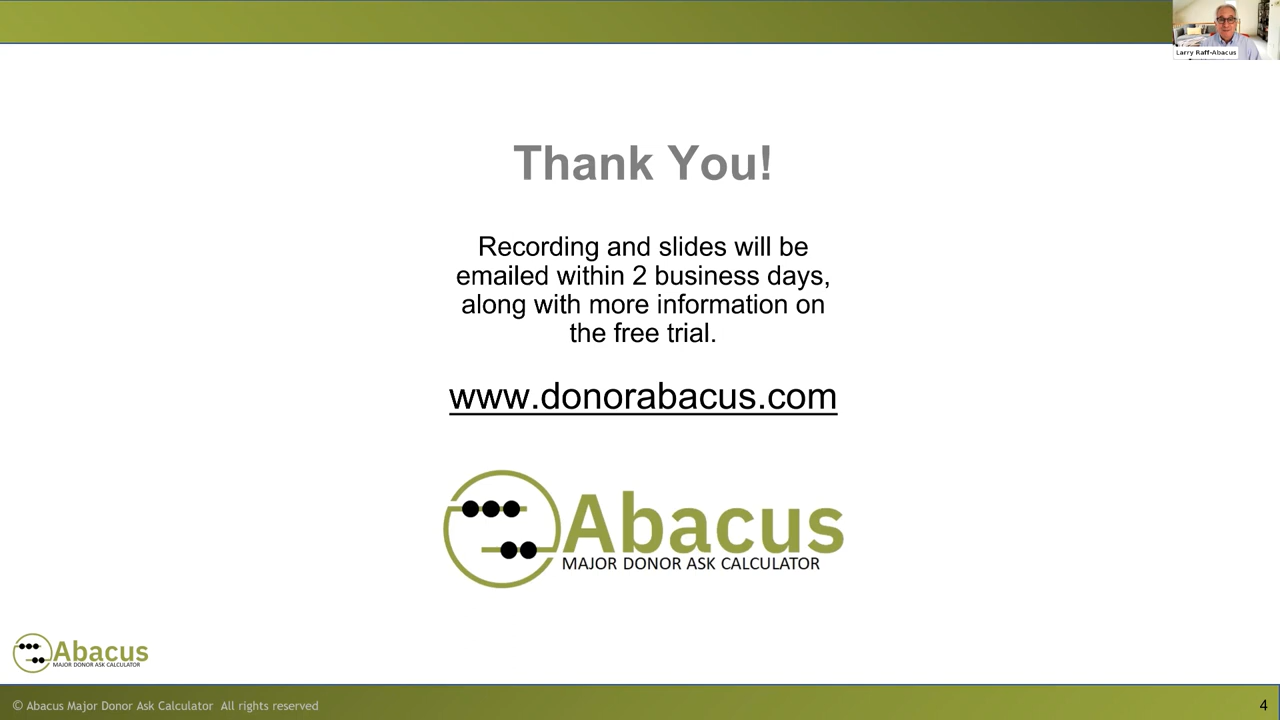 Larry Raff-Abacus
Thank You!
Recording and slides will be
emailed within 2 business days,
along with more information on
the free trial.
www.donorabacus.com
Abacus
MAJOR DONOR ASK CALCULATOR
Abacus
MAJOR DONOR ASK CALCULATOR
© Abacus Major Donor Ask Calculator All rights reserved
4